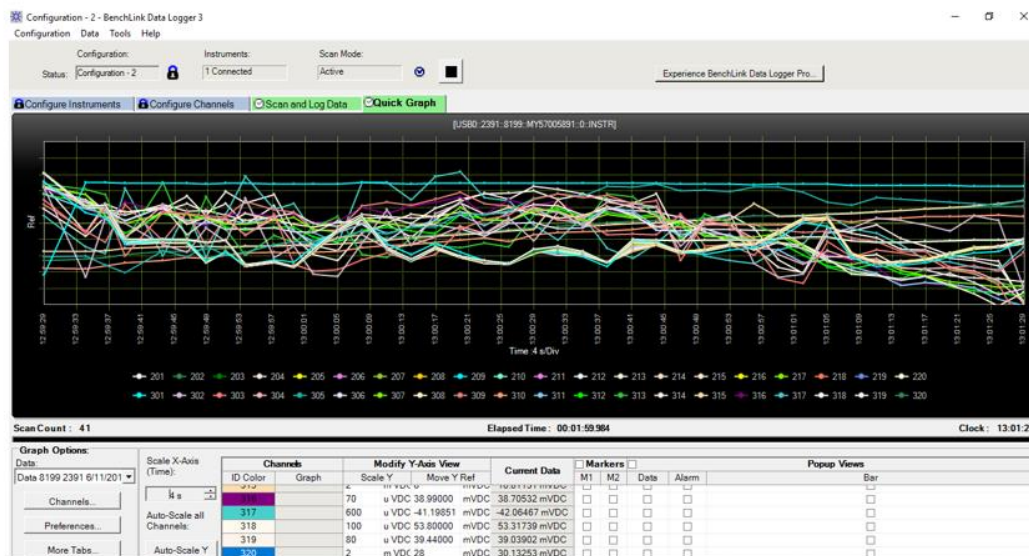 Configuration - 2 - BenchLink Data Logger 3
Configuration Data Tools Help
Configuration: Instruments: Scan Mode:
Status: Configuration - 2 1 Connected Active Experience BenchLink Data Logger Pro...
Configure Instruments Configure Channels Scan and Log Data Quick Graph
[USB0::2391::8199::MY57005891::0::INSTR]
Ref
12:59:29 12:59:33 12:59:37 12:59:41 12:59:45 12:59:49 12:59:53 12:59:57 13:00:01 13:00:05 13:00:09 13:00:13 13:00:17 13:00:21 13:00:25 13:00:29 13:00:33 13:00:37 13:00:41 13:00:45 13:00:49 13:00:53 13:00:57 13:01:01 13:01:05 13:01:09 13:01:13 13:01:17 13:01:21 13:01:25 13:01:29
Time :4 s/Div
201 202 203 204 205 206 207 208 209 210 211 212 213 214 215 216 217 218 219 220
301 302 303 304 305 306 307 308 309 310 311 312 313 314 315 316 317 318 319 320
Scan Count: 41 Elapsed Time: 00:01:59.984 Clock: 13:01:2
Graph Options:
Data: Scale X-Axis (Time): Channels Modify Y-Axis View Current Data Markers Popup Views
Data 8199 2391 6/11/201 ID Color Graph Scale Y Move Y Ref M1 M2 Data Alarm Bar
4 s
Channels... 70 u VDC 38.99000 mVDC 38.70532 mVDC
Auto-Scale all Channels: 317 600 u VDC -41.19851 mVDC -42.06467 mVDC
Preferences... 318 100 u VDC 53.80000 mVDC 53.31739 mVDC
319 80 u VDC 39.44000 mVDC 39.03902 mVDC
More Tabs... Auto-Scale Y 320 2 m VDC 28 mVDC 30.13253 mVDC